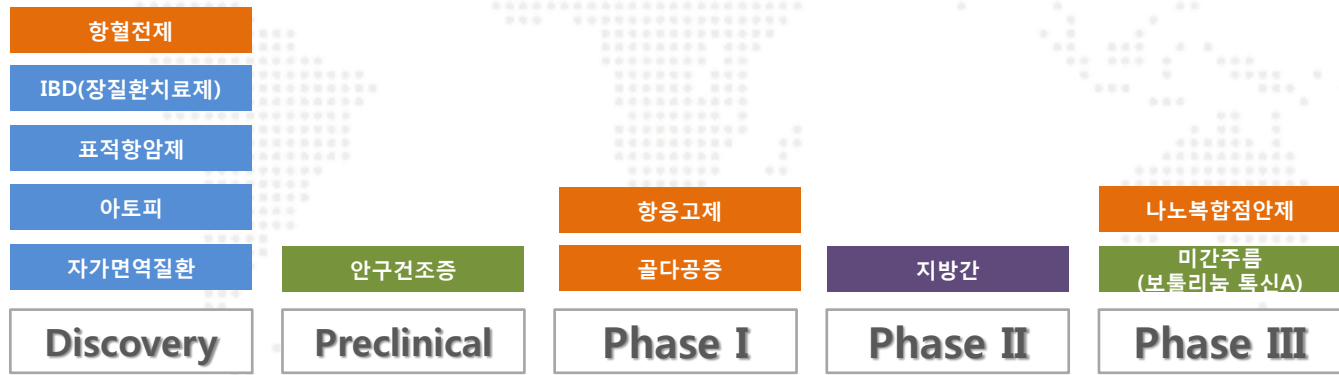 항혈전제
IBD(장질환치료제)
표적항암제
아토피
항응고제
나노복합점안제
자가면역질환
안구건조증
골다공증
지방간
미간주름
(보툴리눔 톡신A)
Discovery
Preclinical
Phase I
Phase II
Phase III